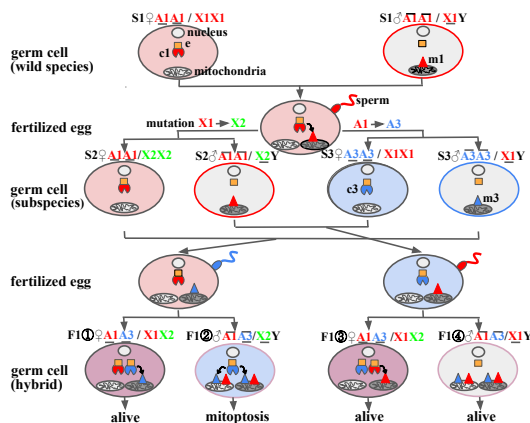 S1♀A1A1 / X1X1
S1♂A1A1 / X1Y
germ cell
(wild species)
nucleus
e
c1
mitochondria
m1
sperm
fertilized egg
mutation X1 → X2
A1 → A3
S2♀A1A1/X2X2
S2♂A1A1/X2Y
S3♀A3A3 / X1X1
S3♂A3A3 / X1Y
germ cell
(subspecies)
c3
m3
fertilized egg
F1①♀A1A3 / X1X2
F1②♂A1A3/X2Y
F1③♀A1A3 / X1X2
F1④♂A1A3/X1Y
germ cell
(hybrid)
alive
mitoptosis
alive
alive